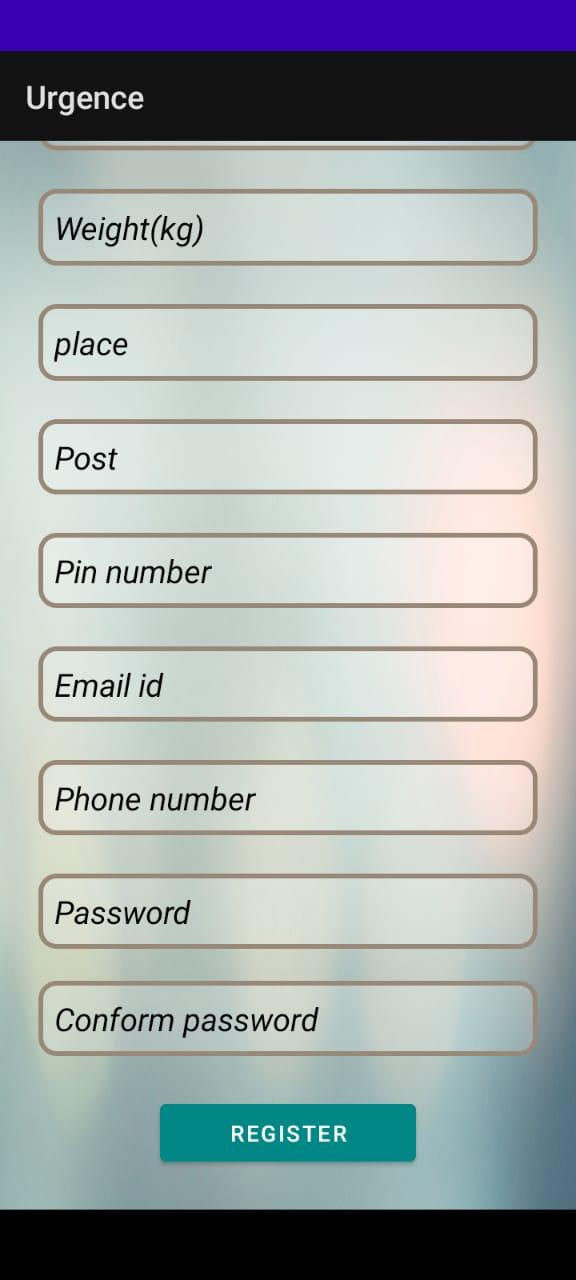 Urgence
Weight(kg)
place
Post
Pin number
Email id
Phone number
Password
Conform password
REGISTER